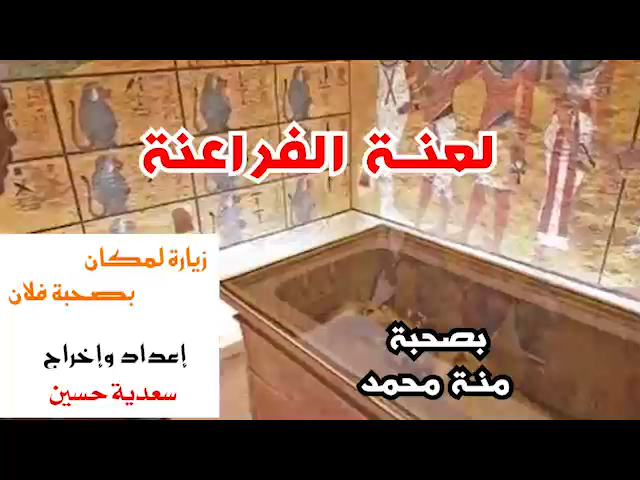 لعنة الفراعنة
زيارة لمكان
بصحبة فلان
إعداد وإخراج
سعدية حسين
بصحبة
منة محمد